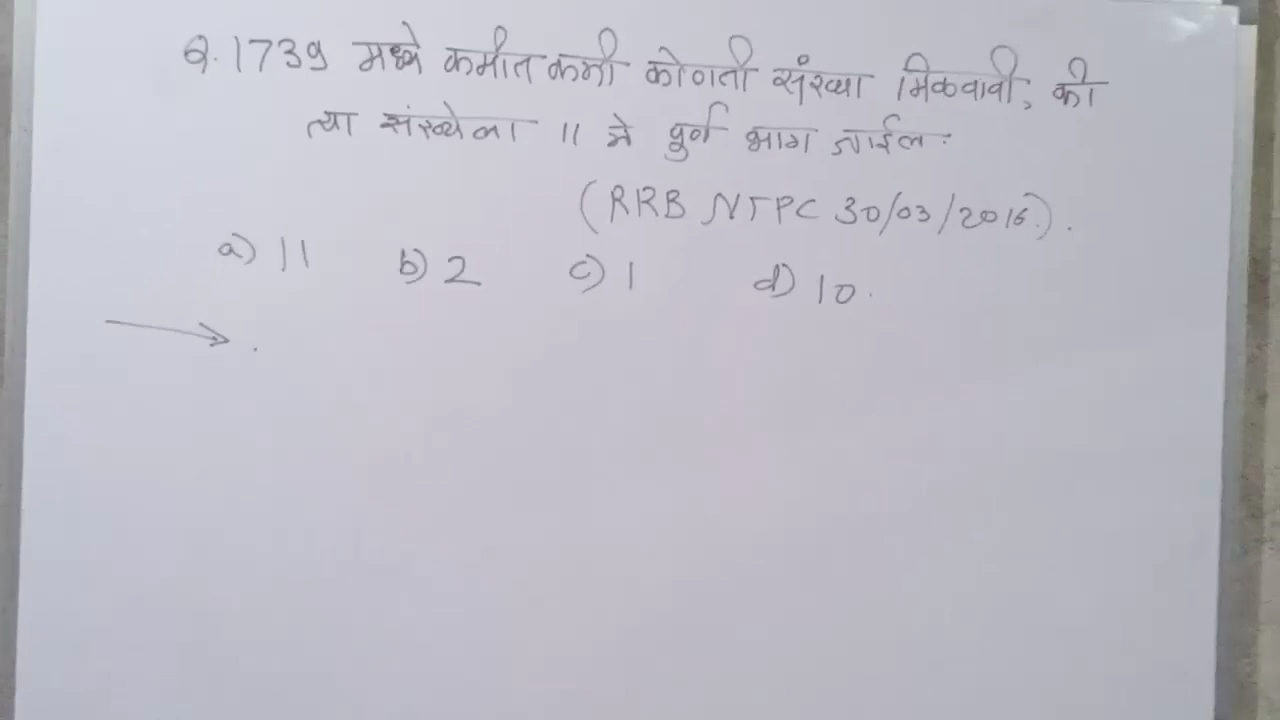 Q. 1739 मध्ये कमीत कमी कोणती संख्या मिळवावी, की
त्या संख्येला 11 ने पुर्ण भाग जाईल.
(RRB NTPC 30/03/2016).
a) 11 b) 2 c) 1 d) 10.